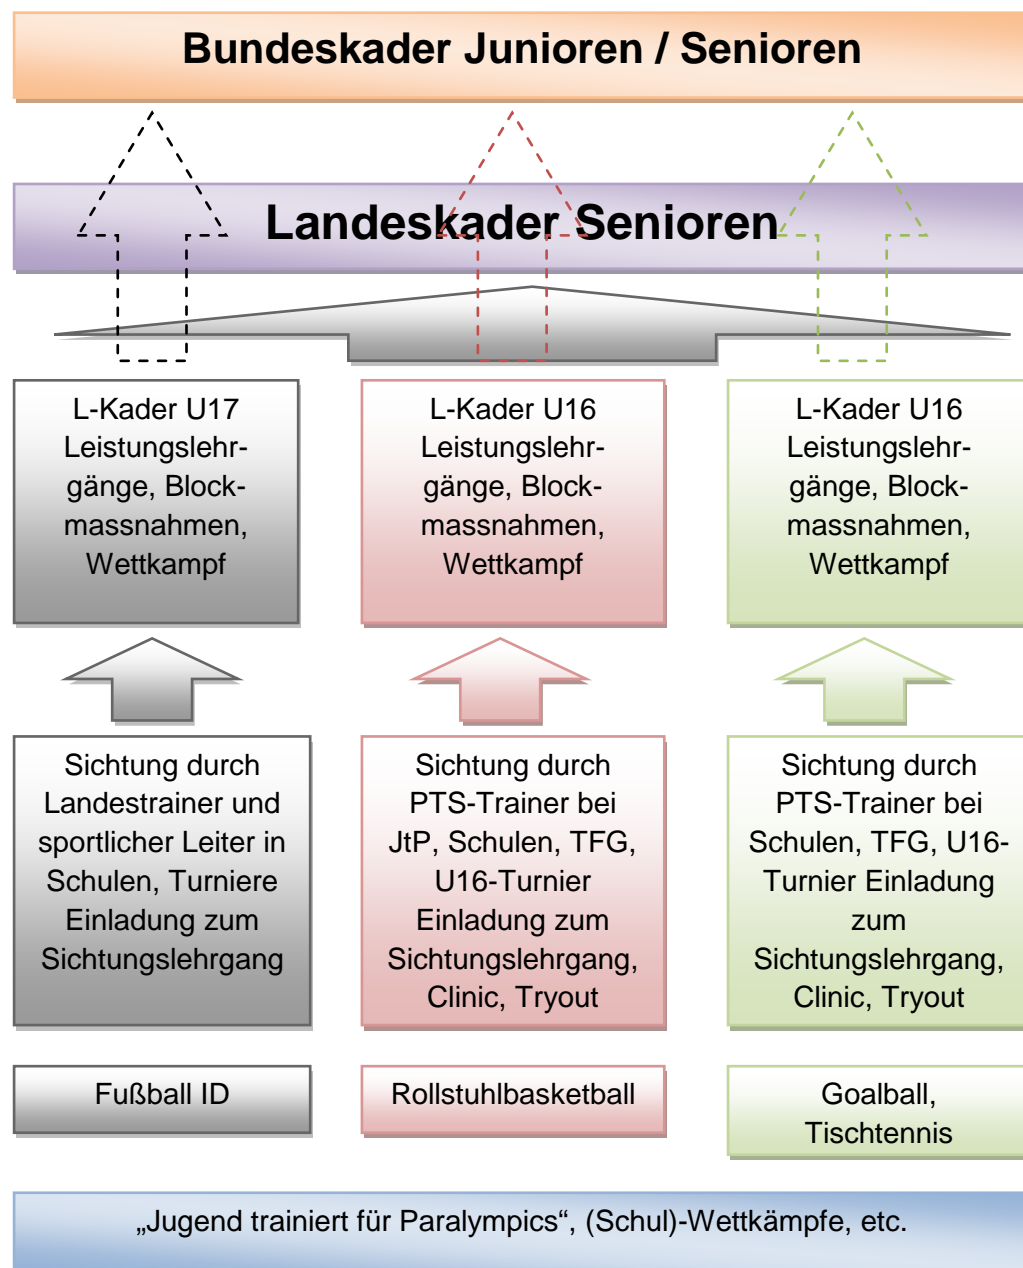 Bundeskader Junioren / Senioren
Landeskader Senioren
L-Kader U17
Leistungslehr-
gänge, Block-
massnahmen,
Wettkampf
L-Kader U16
Leistungslehr-
gänge, Block-
massnahmen,
Wettkampf
L-Kader U16
Leistungslehr-
gänge, Block-
massnahmen,
Wettkampf
Sichtung durch
Landestrainer und
sportlicher Leiter in
Schulen, Turniere
Einladung zum
Sichtungslehrgang
Sichtung durch
PTS-Trainer bei
JtP, Schulen, TFG,
U16-Turnier
Einladung zum
Sichtungslehrgang,
Clinic, Tryout
Sichtung durch
PTS-Trainer bei
Schulen, TFG, U16-
Turnier Einladung
zum
Sichtungslehrgang,
Clinic, Tryout
Fußball ID
Rollstuhlbasketball
Goalball,
Tischtennis
„Jugend trainiert für Paralympics“, (Schul)-Wettkämpfe, etc.